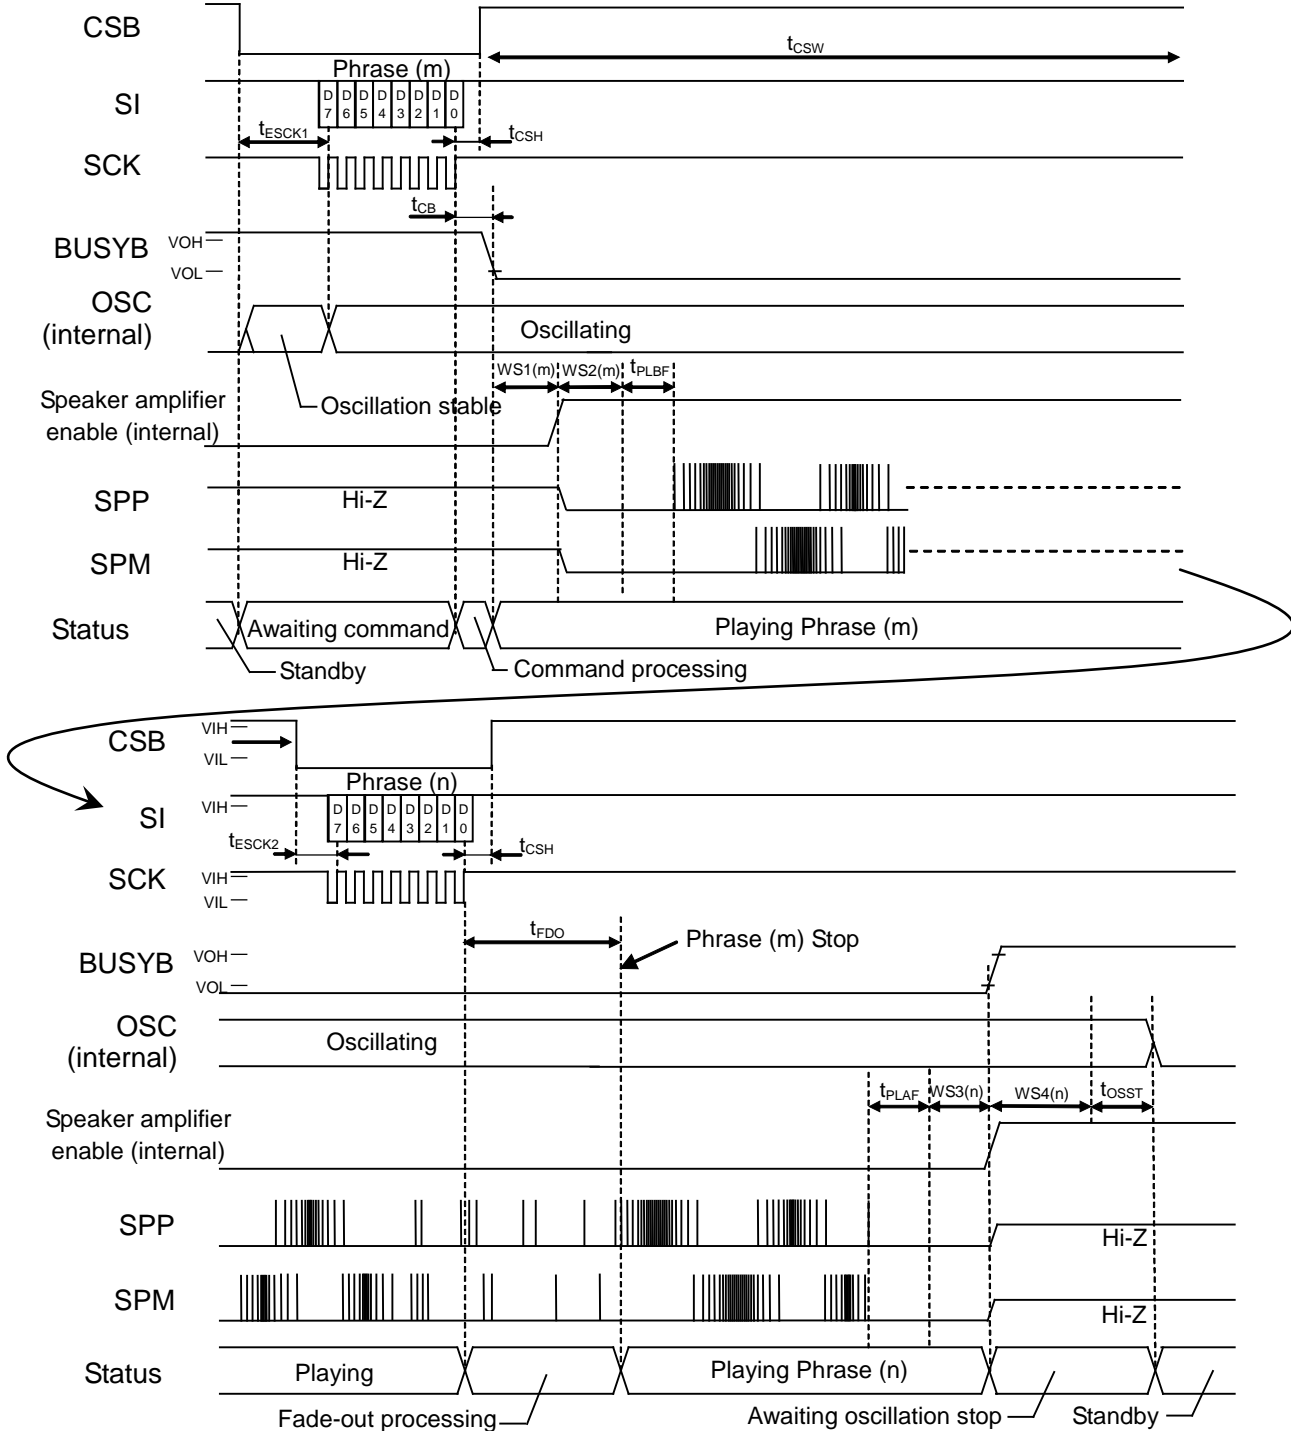 CSB
tCSW
Phrase (m)
SI
D7 D6 D5 D4 D3 D2 D1 D0
tESCK1
tCSH
SCK
tCB
BUSYB
VOH
VOL
OSC
(internal)
Oscillating
WS1(m) WS2(m) tPLBF
Speaker amplifier
enable (internal)
Oscillation stable
SPP
Hi-Z
SPM
Hi-Z
Status
Awaiting command
Playing Phrase (m)
Standby
Command processing
CSB
VIH
VIL
Phrase (n)
SI
VIH
D7 D6 D5 D4 D3 D2 D1 D0
tESCK2
tCSH
SCK
VIH
VIL
tFDO
Phrase (m) Stop
BUSYB
VOH
VOL
OSC
(internal)
Oscillating
tPLAF WS3(n) WS4(n) tOSST
Speaker amplifier
enable (internal)
SPP
Hi-Z
SPM
Hi-Z
Status
Playing
Playing Phrase (n)
Fade-out processing
Awaiting oscillation stop
Standby